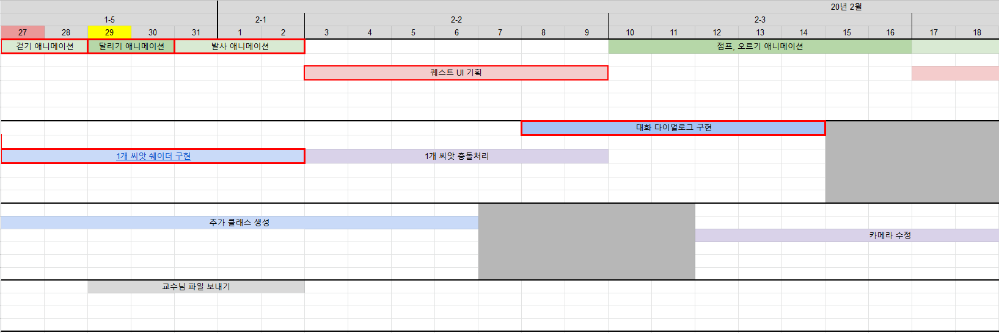 20년 2월
1-5 2-1 2-2 2-3
27 28 29 30 31 1 2 3 4 5 6 7 8 9 10 11 12 13 14 15 16 17 18
걷기 애니메이션 달리기 애니메이션 발사 애니메이션 점프, 오르기 애니메이션
퀘스트 UI 기획
대화 다이얼로그 구현
1개 씨앗 쉐이더 구현 1개 씨앗 충돌처리
추가 클래스 생성
카메라 수정
교수님 파일 보내기